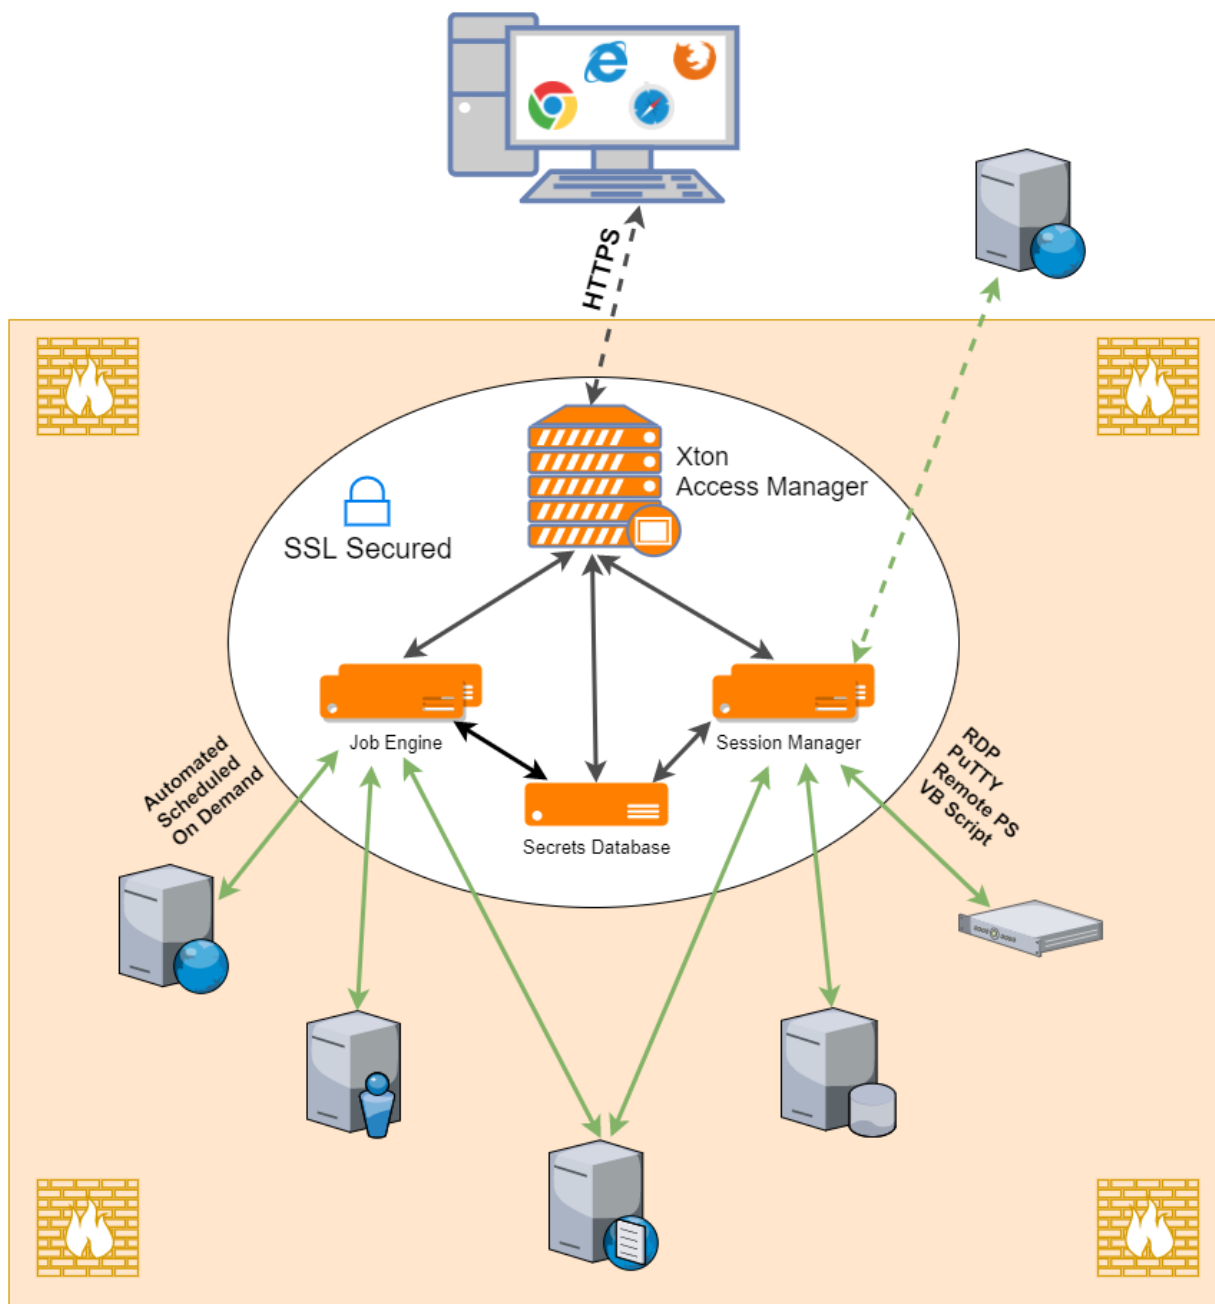 HTTPS
Xton
Access Manager
SSL Secured
Job Engine
Session Manager
Secrets Database
Automated
Scheduled
On Demand
RDP
PuTTY
Remote PS
VB Script